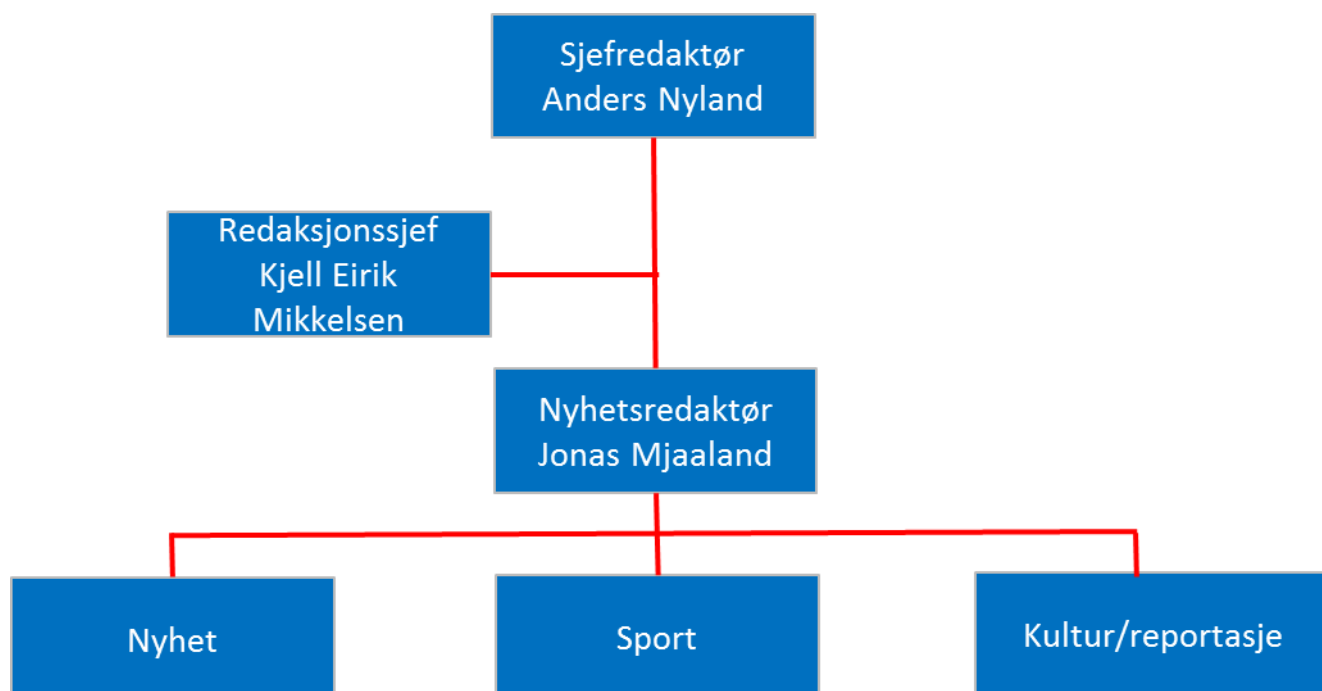 Sjefredaktør
Anders Nyland
Redaksjonssjef
Kjell Eirik
Mikkelsen
Nyhetsredaktør
Jonas Mjaaland
Nyhet
Sport
Kultur/reportasje